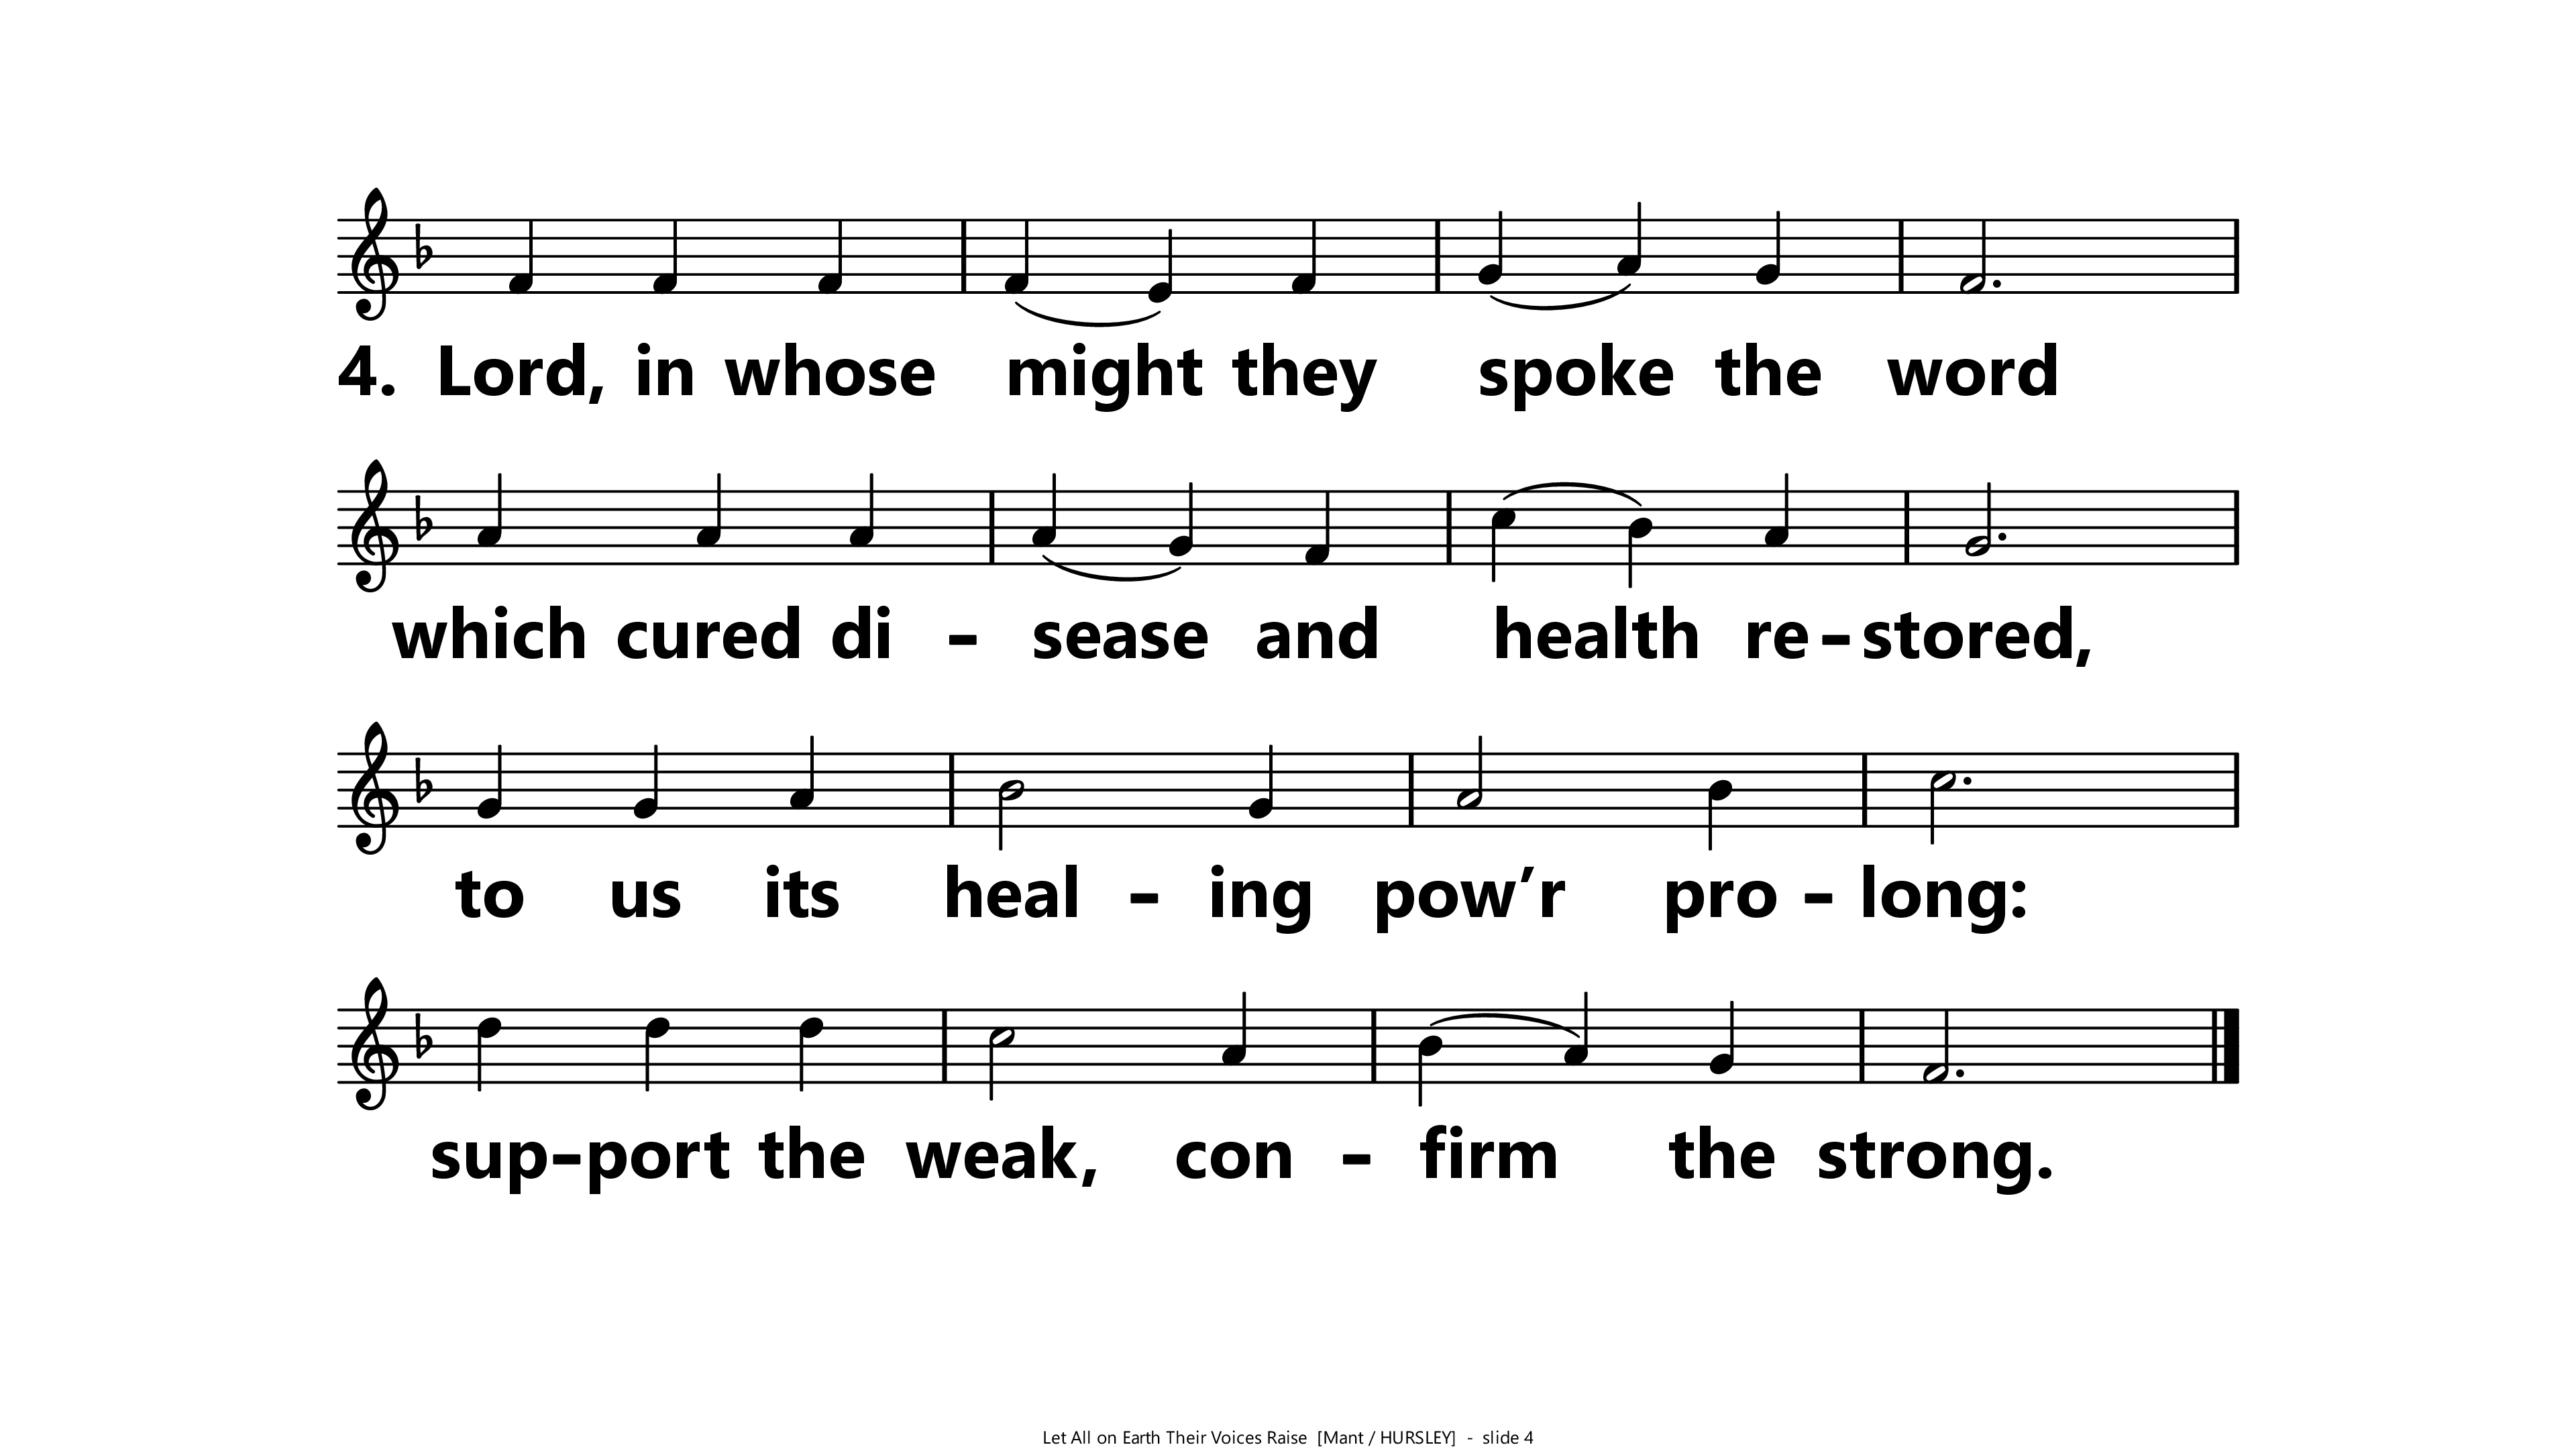 4. Lord, in whose might they spoke the word
which cured di - sease and health re - stored,
to us its heal - ing pow’r pro - long:
sup-port the weak, con - firm the strong.
Let All on Earth Their Voices Raise [Mant / HURSLEY] - slide 4